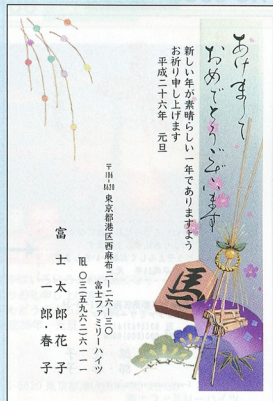 あけまして
おめでとうございます
新しい年が素晴らしい一年でありますよう
お祈り申し上げます
平成二十六年　元旦
〒106-8620 東京都港区西麻布二ー二六ー三〇
富士ファミリーハイツ
℡〇三(五九六二)六一一一
富士太郎・花子
一郎・春子
馬